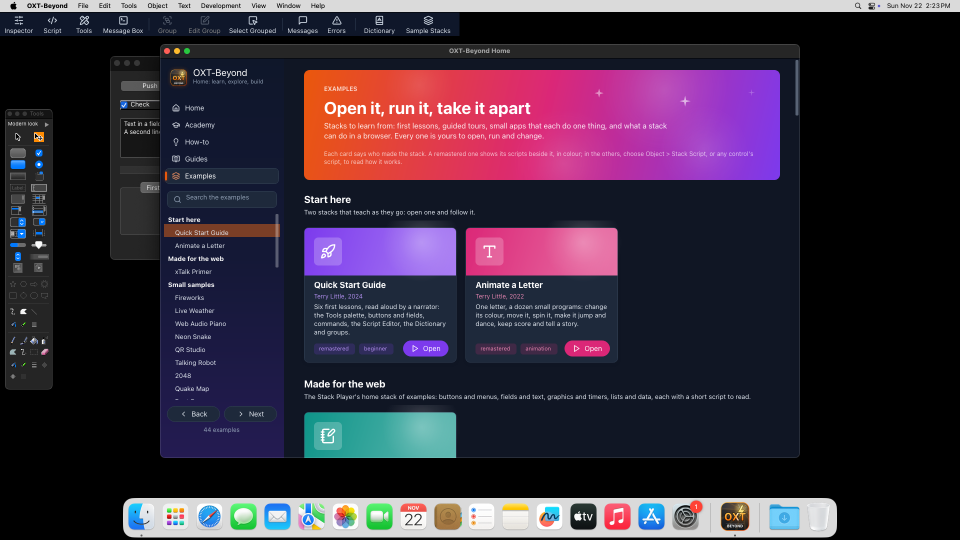 OXT-Beyond File Edit Tools Object Text Development View Window Help Sun Nov 22 2:23 PM
Inspector Script Tools Message Box Group Edit Group Select Grouped Messages Errors Dictionary Sample Stacks
OXT-Beyond Home
OXT-Beyond
Home: learn, explore, build
Home
Academy
How-to
Guides
Examples
Search the examples
Start here
Quick Start Guide
Animate a Letter
Made for the web
xTalk Primer
Small samples
Fireworks
Live Weather
Web Audio Piano
Neon Snake
QR Studio
Talking Robot
2048
Quake Map
Back Next
44 examples
EXAMPLES
Open it, run it, take it apart
Stacks to learn from: first lessons, guided tours, small apps that each do one thing, and what a stack
can do in a browser. Every one is yours to open, run and change.
Each card says who made the stack. A remastered one shows its scripts beside it, in colour; in the others, choose Object > Stack Script, or any control's
script, to read how it works.
Start here
Two stacks that teach as they go: open one and follow it.
Quick Start Guide
Terry Little, 2024
Six first lessons, read aloud by a narrator:
the Tools palette, buttons and fields,
commands, the Script Editor, the Dictionary
and groups.
remastered beginner Open
Animate a Letter
Terry Little, 2022
One letter, a dozen small programs: change
its colour, move it, spin it, make it jump and
dance, keep score and tell a story.
remastered animation Open
Made for the web
The Stack Player's home stack of examples: buttons and menus, fields and text, graphics and timers, lists and data, each with a short script to read.
Push
Check
Text in a fiel
A second line
First
Tools
Modern look
Label
NOV
22
tv
1
OXT
BEYOND